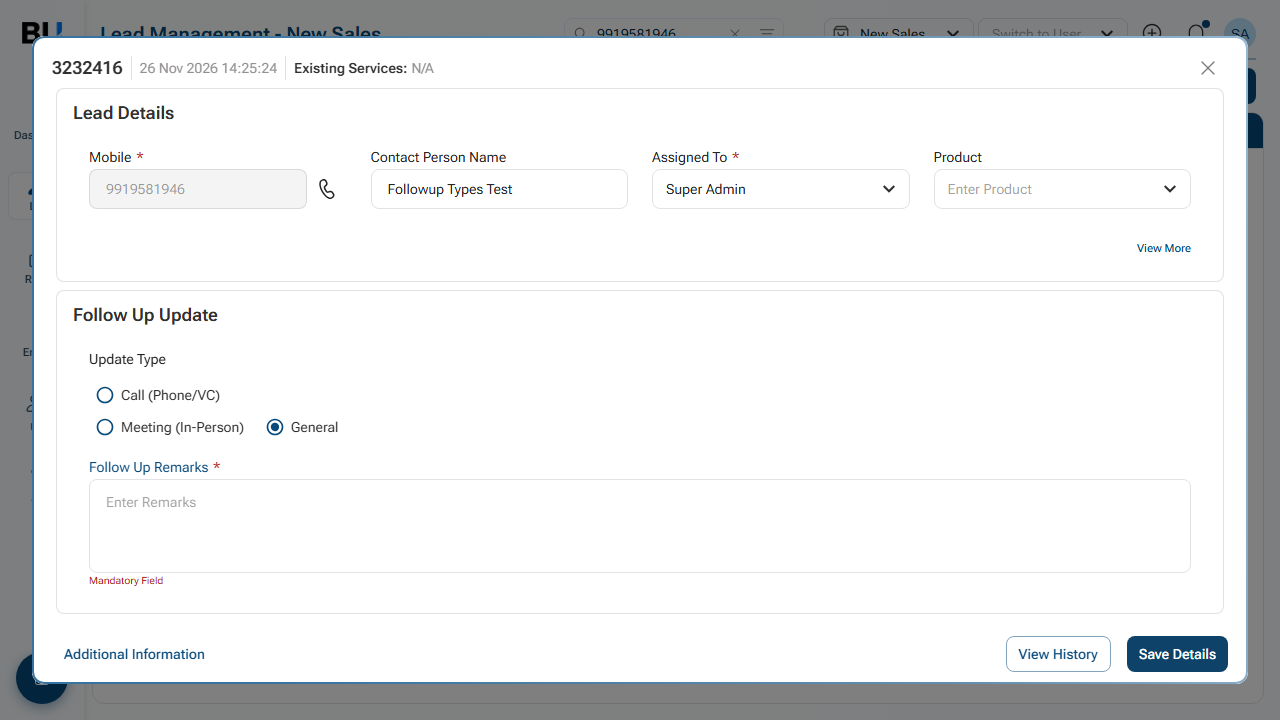 Lead Management - New Sales
9919581946
New Sales
Switch to User
SA
3232416
26 Nov 2026 14:25:24
Existing Services: N/A
Lead Details
Mobile *
Contact Person Name
Assigned To *
Product
9919581946
Followup Types Test
Super Admin
Enter Product
View More
Follow Up Update
Update Type
Call (Phone/VC)
Meeting (In-Person)
General
Follow Up Remarks *
Enter Remarks
Mandatory Field
Additional Information
View History
Save Details